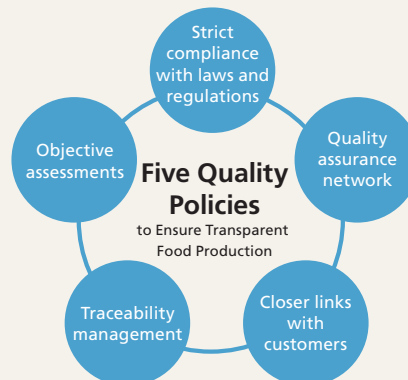 Strict
compliance
with laws and
regulations
Quality
assurance
network
Closer links
with
customers
Traceability
management
Objective
assessments
Five Quality
Policies
to Ensure Transparent
Food Production